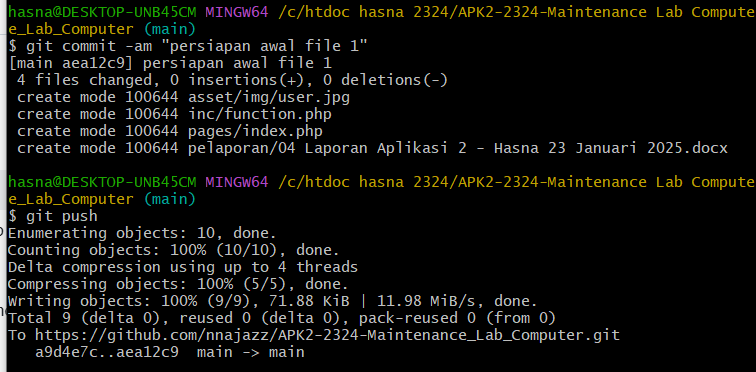 hasna@DESKTOP-UNB45CM MINGW64 /c/htdoc hasna 2324/APK2-2324-Maintenance Lab Compute
e_Lab_Computer (main)
$ git commit -am "persiapan awal file 1"
[main aea12c9] persiapan awal file 1
 4 files changed, 0 insertions(+), 0 deletions(-)
 create mode 100644 asset/img/user.jpg
 create mode 100644 inc/function.php
 create mode 100644 pages/index.php
 create mode 100644 pelaporan/04 Laporan Aplikasi 2 - Hasna 23 Januari 2025.docx
hasna@DESKTOP-UNB45CM MINGW64 /c/htdoc hasna 2324/APK2-2324-Maintenance Lab Compute
e_Lab_Computer (main)
$ git push
Enumerating objects: 10, done.
Counting objects: 100% (10/10), done.
Delta compression using up to 4 threads
Compressing objects: 100% (5/5), done.
Writing objects: 100% (9/9), 71.88 KiB | 11.98 MiB/s, done.
Total 9 (delta 0), reused 0 (delta 0), pack-reused 0 (from 0)
To https://github.com/nnajazz/APK2-2324-Maintenance_Lab_Computer.git
   a9d4e7c..aea12c9  main -> main